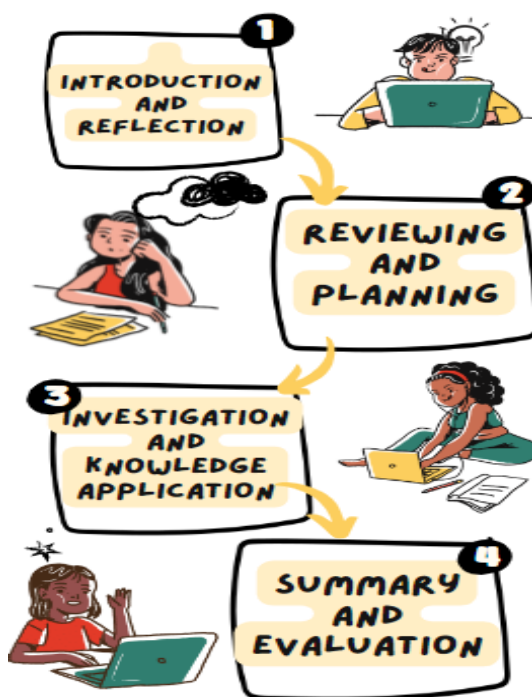 1
INTRODUCTION
AND
REFLECTION
2
REVIEWING
AND
PLANNING
3
INVESTIGATION
AND
KNOWLEDGE
APPLICATION
4
SUMMARY
AND
EVALUATION